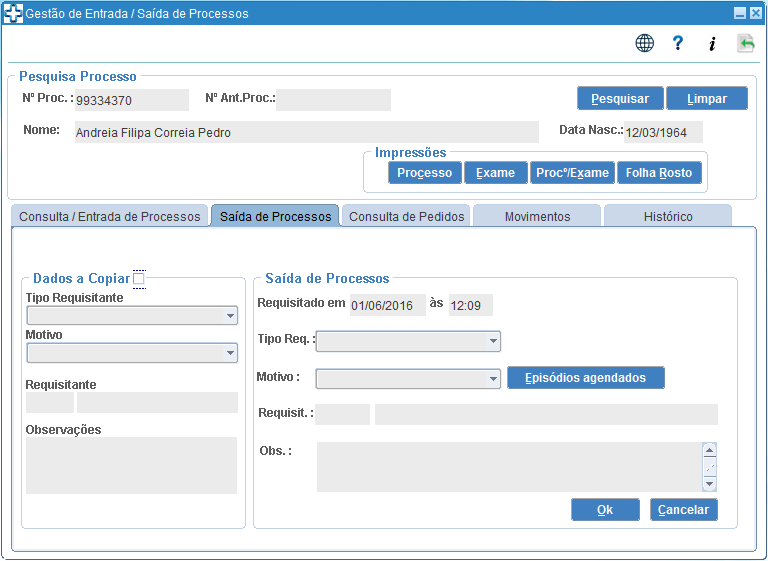 Gestão de Entrada / Saída de Processos
Pesquisa Processo
Nº Proc. : 99334370 Nº Ant.Proc.: Pesquisar Limpar
Nome: Andreia Filipa Correia Pedro Data Nasc.: 12/03/1964
Impressões
Processo Exame Procº/Exame Folha Rosto
Consulta / Entrada de Processos Saída de Processos Consulta de Pedidos Movimentos Histórico
Dados a Copiar
Tipo Requisitante
Motivo
Requisitante
Observações
Saída de Processos
Requisitado em 01/06/2016 às 12:09
Tipo Req. :
Motivo : Episódios agendados
Requisit. :
Obs. :
Ok Cancelar